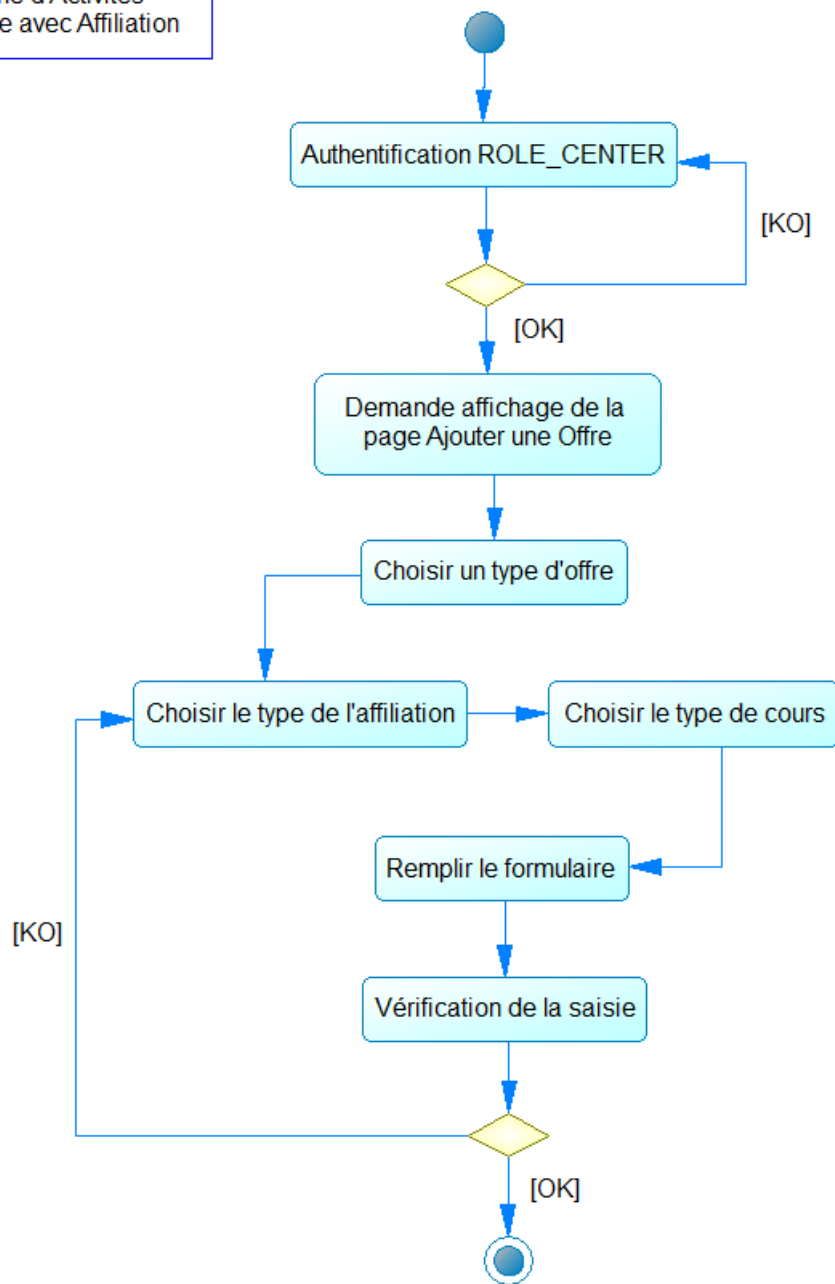 d'Activités
avec Affiliation
Authentification ROLE_CENTER
[KO]
[OK]
Demande affichage de la
page Ajouter une Offre
Choisir un type d'offre
Choisir le type de l'affiliation
Choisir le type de cours
Remplir le formulaire
[KO]
Vérification de la saisie
[OK]